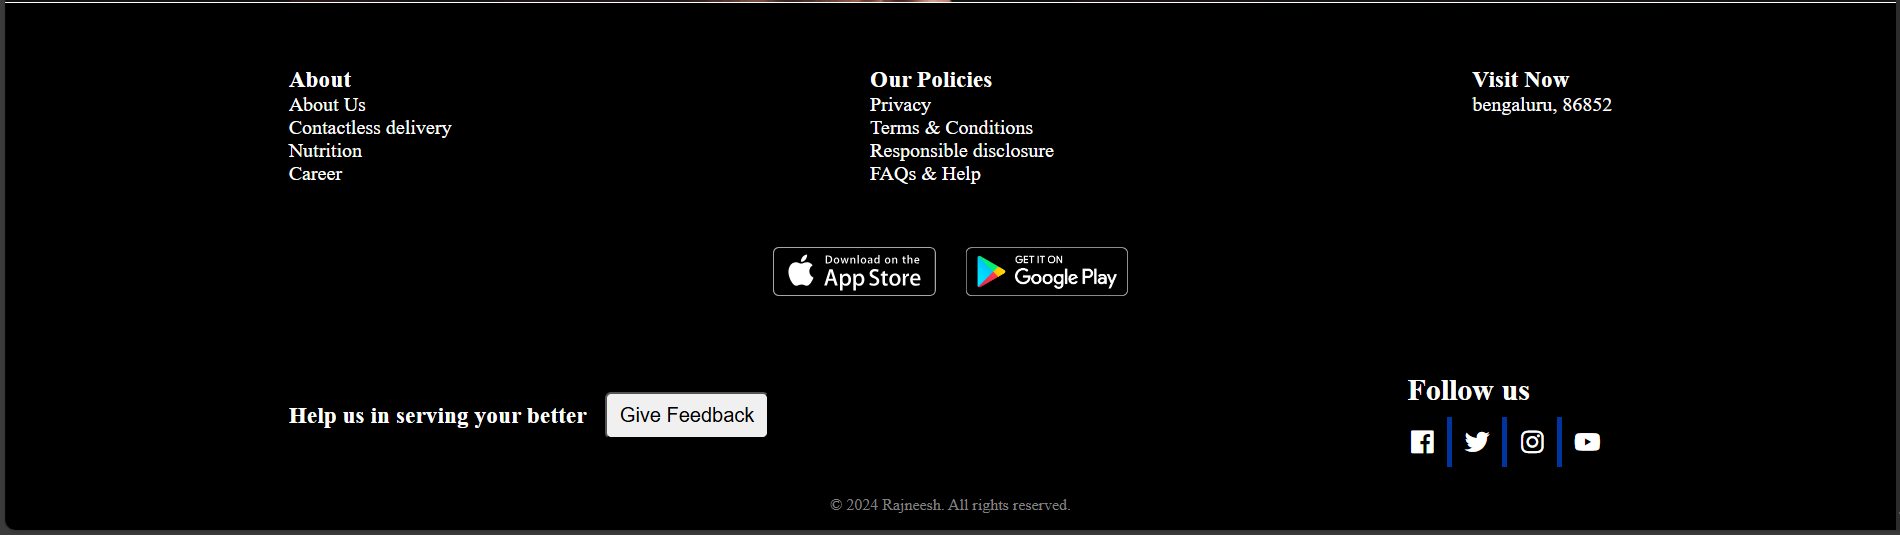 About
About Us
Contactless delivery
Nutrition
Career
Our Policies
Privacy
Terms & Conditions
Responsible disclosure
FAQs & Help
Visit Now
bengaluru, 86852
Download on the
App Store
GET IT ON
Google Play
Help us in serving your better
Give Feedback
Follow us
© 2024 Rajneesh. All rights reserved.